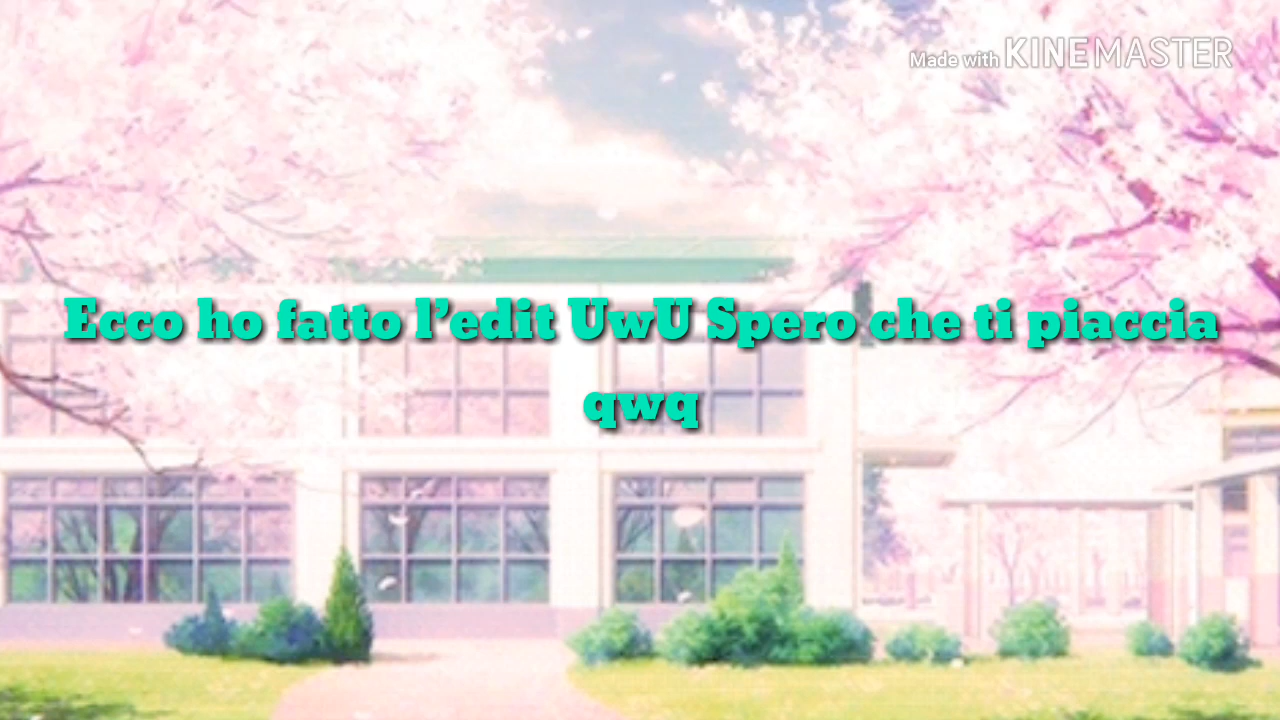 Made with KINEMASTER
Ecco ho fatto l’edit UwU Spero che ti piaccia
qwq